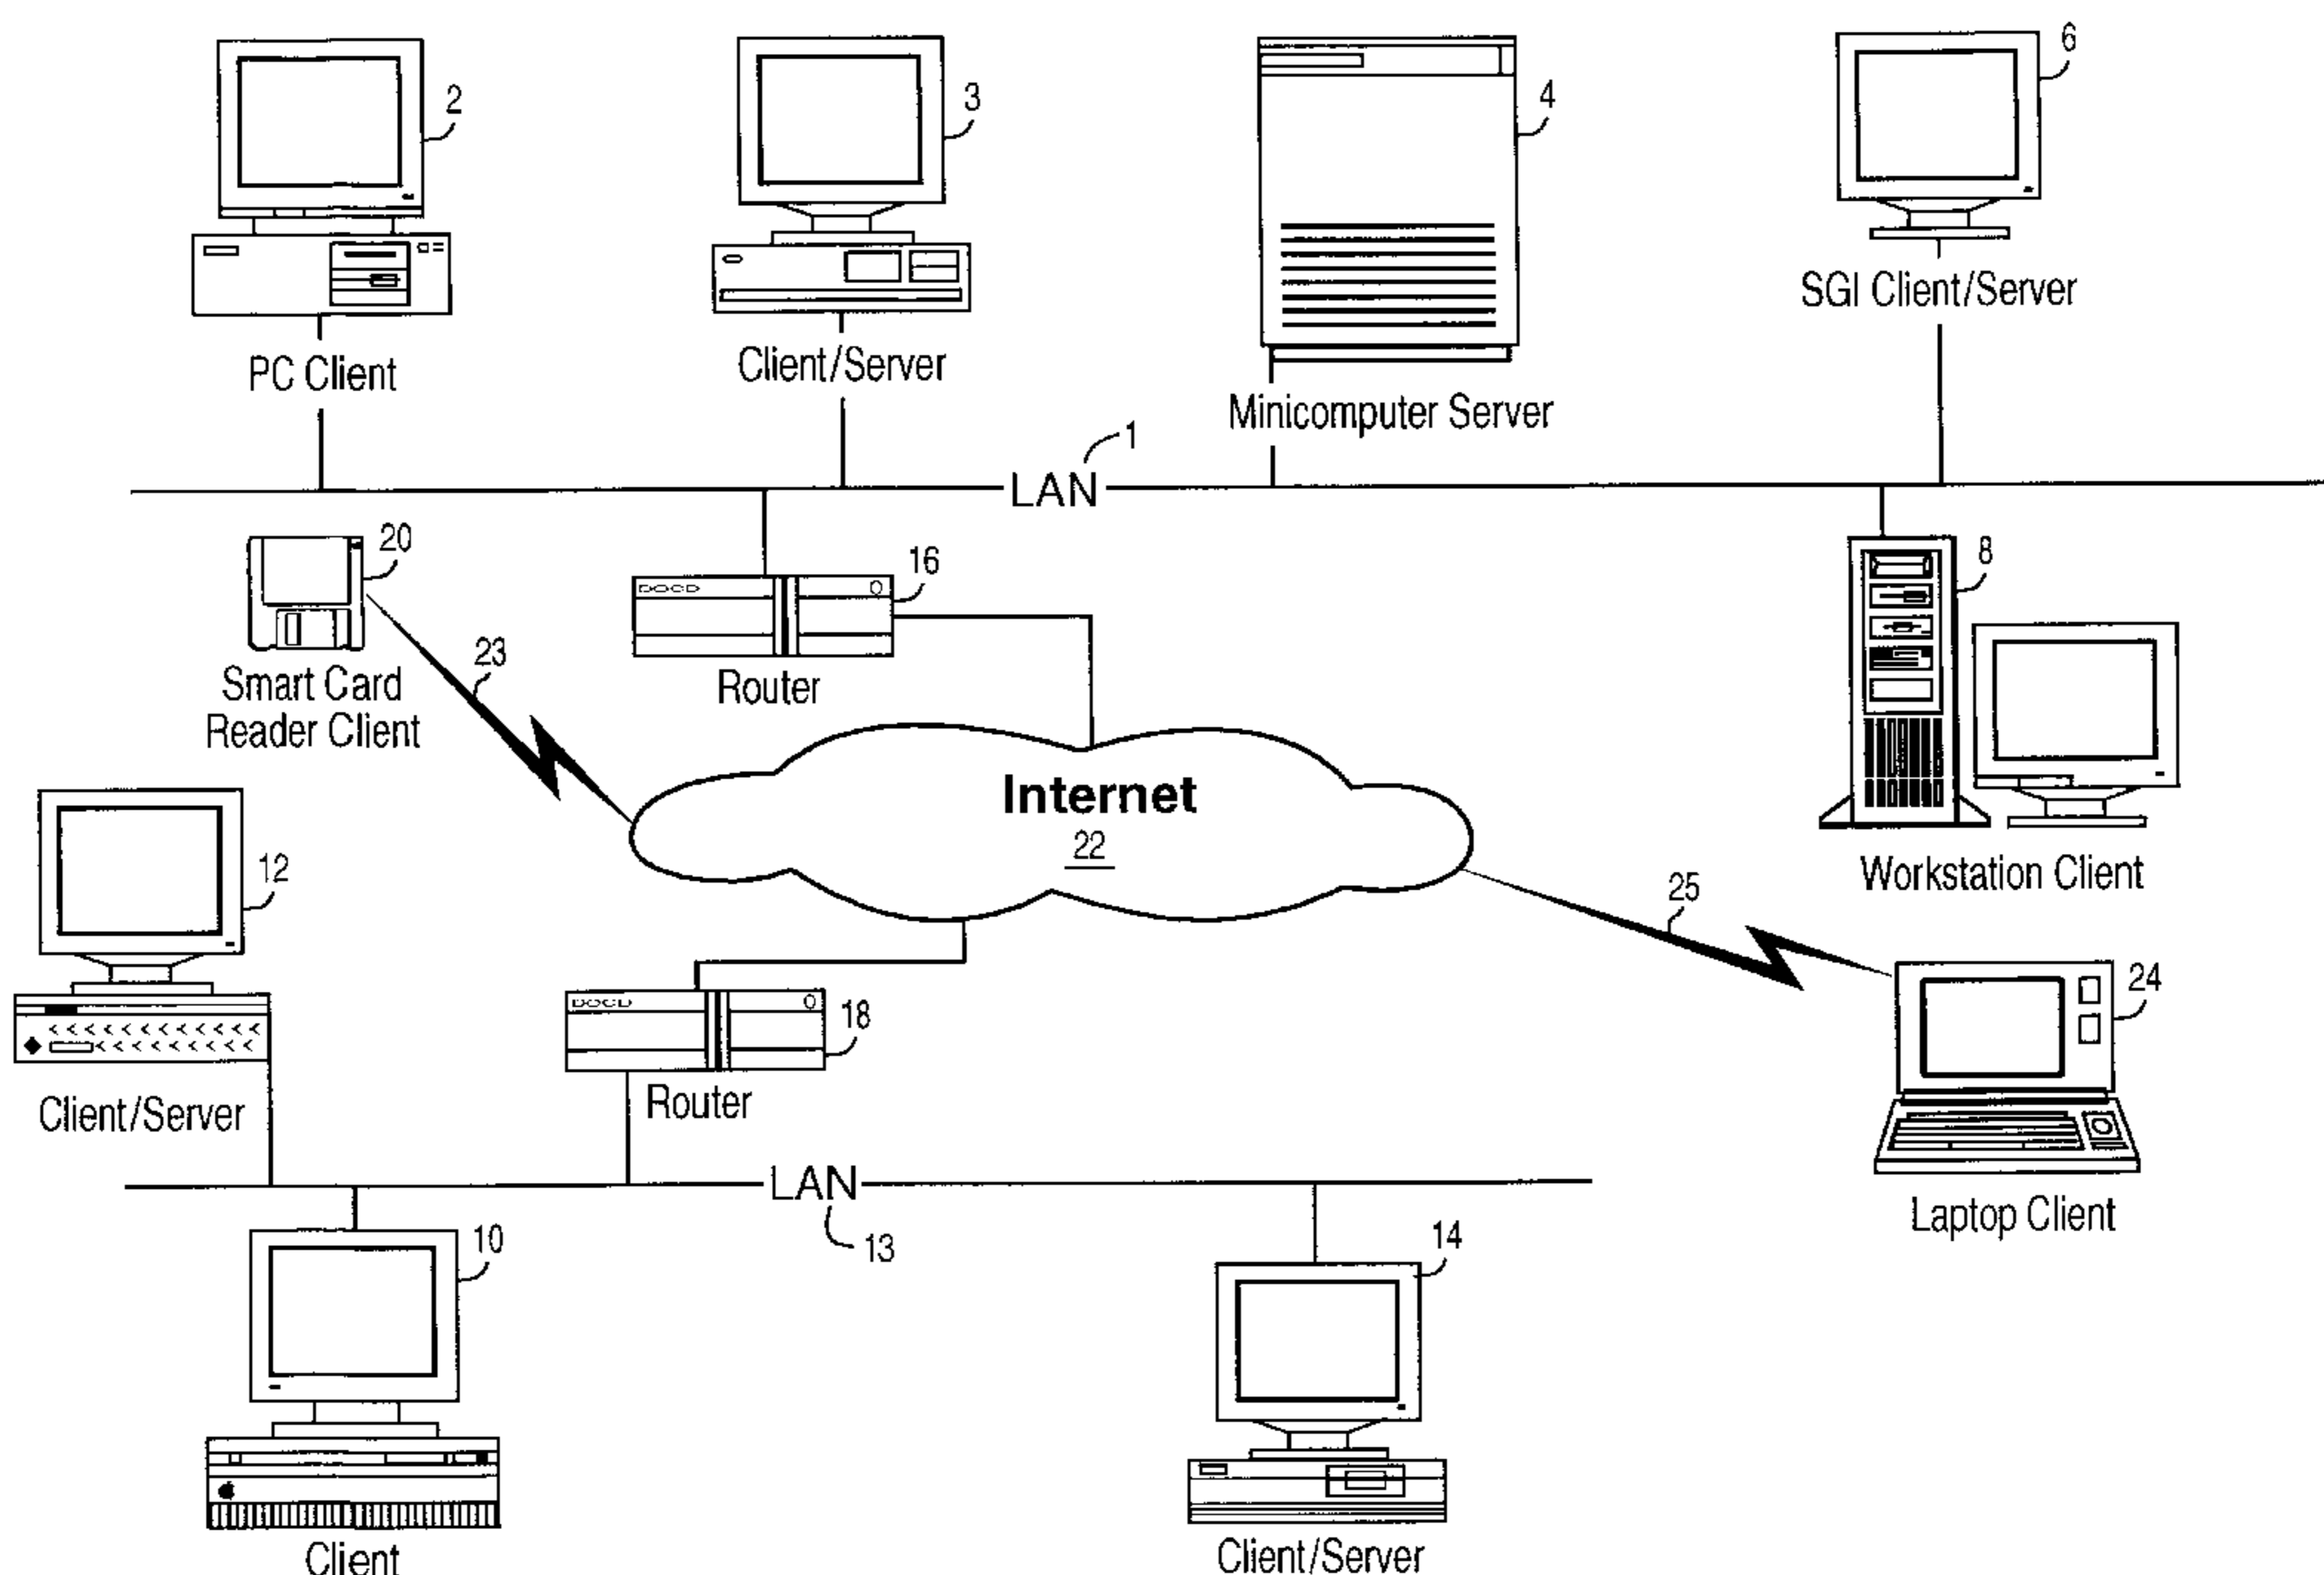 2
3
4
6
PC Client
Client/Server
Minicomputer Server
SGI Client/Server
1
LAN
20
16
8
Smart Card
Reader Client
23
Router
Internet
22
12
Workstation Client
25
24
18
Client/Server
Router
LAN
13
Laptop Client
10
14
Client
Client/Server